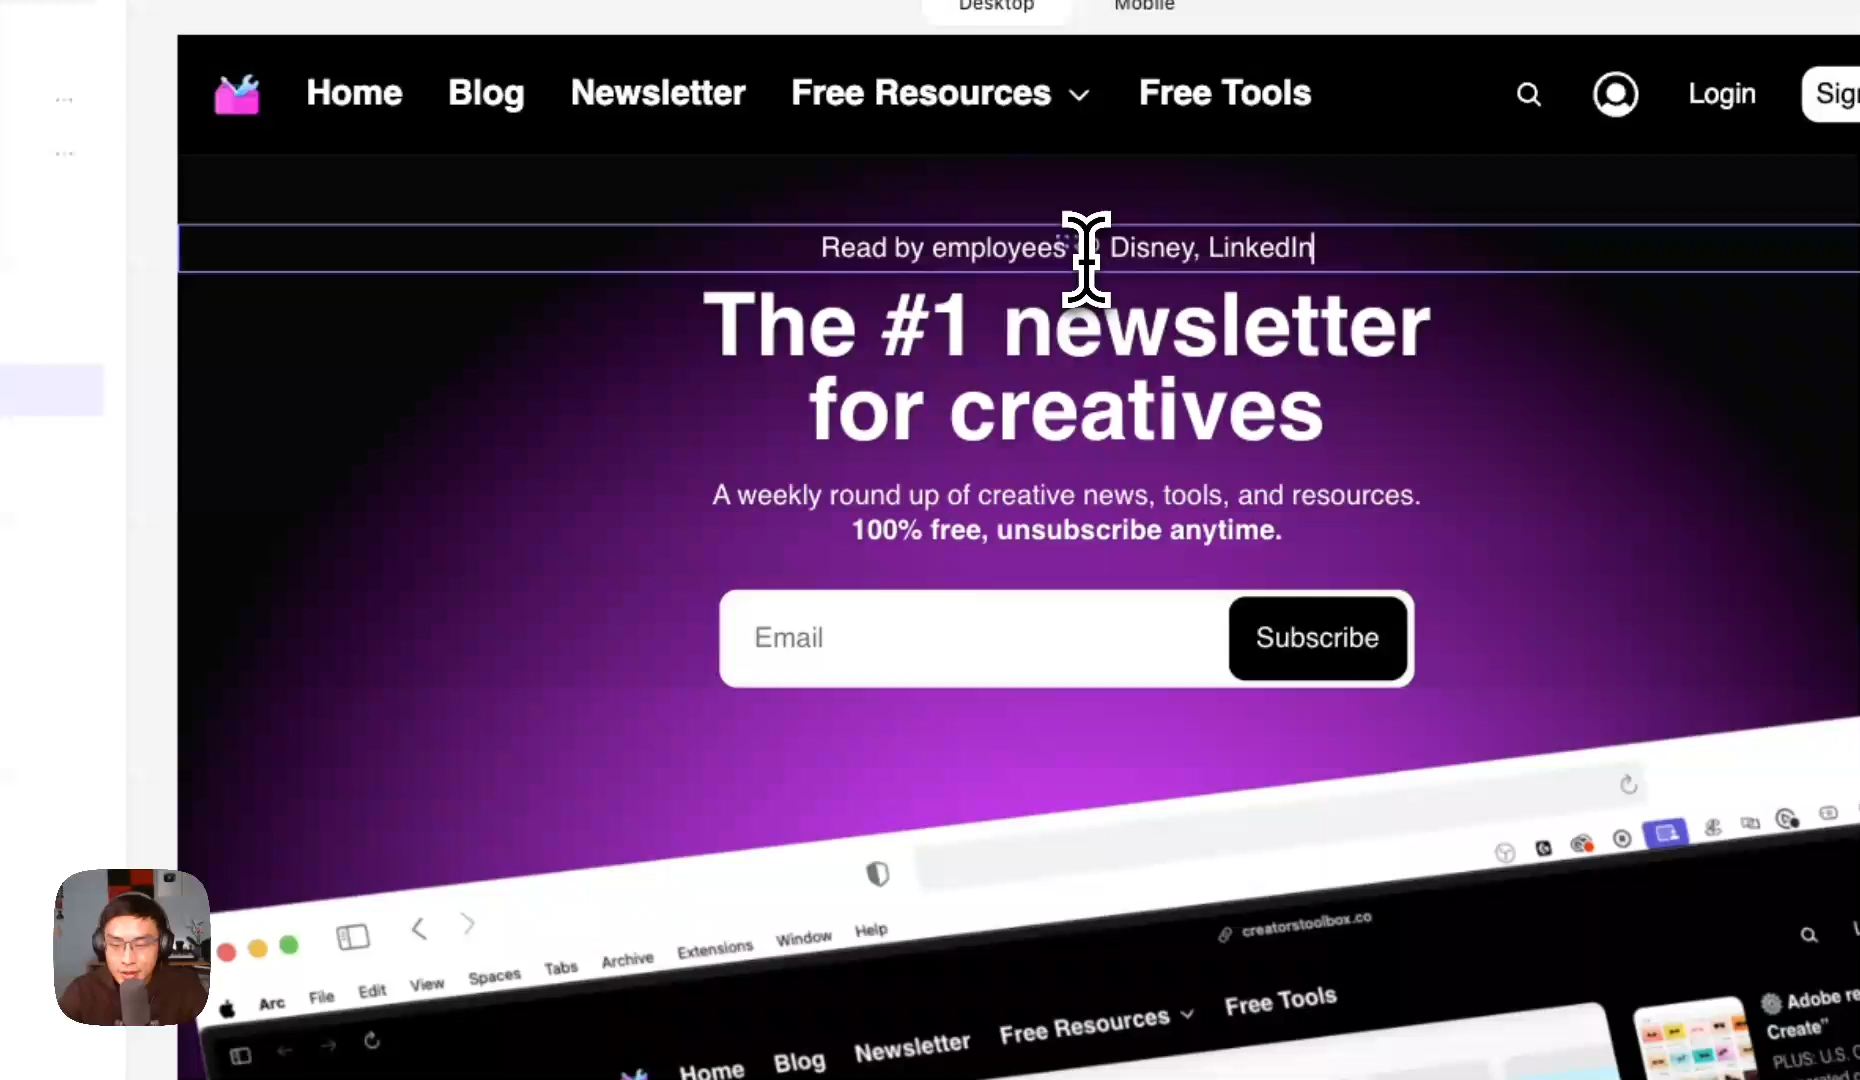 Desktop Mobile
Home Blog Newsletter Free Resources Free Tools Login
Read by employees Disney, LinkedIn
The #1 newsletter
for creatives
A weekly round up of creative news, tools, and resources.
100% free, unsubscribe anytime.
Email Subscribe
Arc File Edit View Spaces Tabs Archive Extensions Window Help
creatorstoolbox.co
Home Blog Newsletter Free Resources Free Tools
Adobe
Create"
PLUS: U.S.